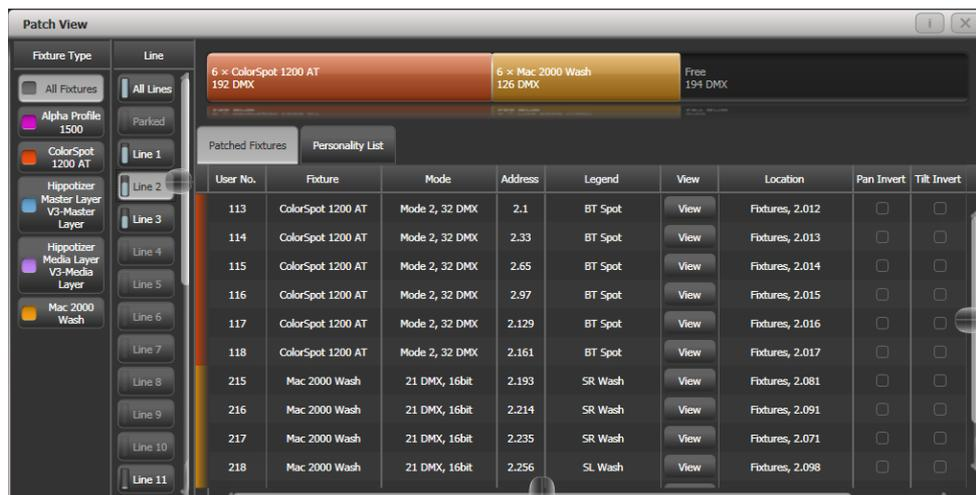 Patch View
Fixture Type
Line
All Fixtures
Alpha Profile
1500
ColorSpot
1200 AT
Hippotizer
Master Layer
V3-Master
Layer
Hippotizer
Media Layer
V3-Media
Layer
Mac 2000
Wash
All Lines
Parked
Line 1
Line 2
Line 3
Line 4
Line 5
Line 6
Line 7
Line 8
Line 9
Line 10
Line 11
6 × ColorSpot 1200 AT
192 DMX
6 × Mac 2000 Wash
126 DMX
Free
194 DMX
Patched Fixtures
Personality List
User No. Fixture Mode Address Legend View Location Pan Invert Tilt Invert
113 ColorSpot 1200 AT Mode 2, 32 DMX 2.1 BT Spot View Fixtures, 2.012
114 ColorSpot 1200 AT Mode 2, 32 DMX 2.33 BT Spot View Fixtures, 2.013
115 ColorSpot 1200 AT Mode 2, 32 DMX 2.65 BT Spot View Fixtures, 2.014
116 ColorSpot 1200 AT Mode 2, 32 DMX 2.97 BT Spot View Fixtures, 2.015
117 ColorSpot 1200 AT Mode 2, 32 DMX 2.129 BT Spot View Fixtures, 2.016
118 ColorSpot 1200 AT Mode 2, 32 DMX 2.161 BT Spot View Fixtures, 2.017
215 Mac 2000 Wash 21 DMX, 16bit 2.193 SR Wash View Fixtures, 2.081
216 Mac 2000 Wash 21 DMX, 16bit 2.214 SR Wash View Fixtures, 2.091
217 Mac 2000 Wash 21 DMX, 16bit 2.235 SR Wash View Fixtures, 2.071
218 Mac 2000 Wash 21 DMX, 16bit 2.256 SL Wash View Fixtures, 2.098